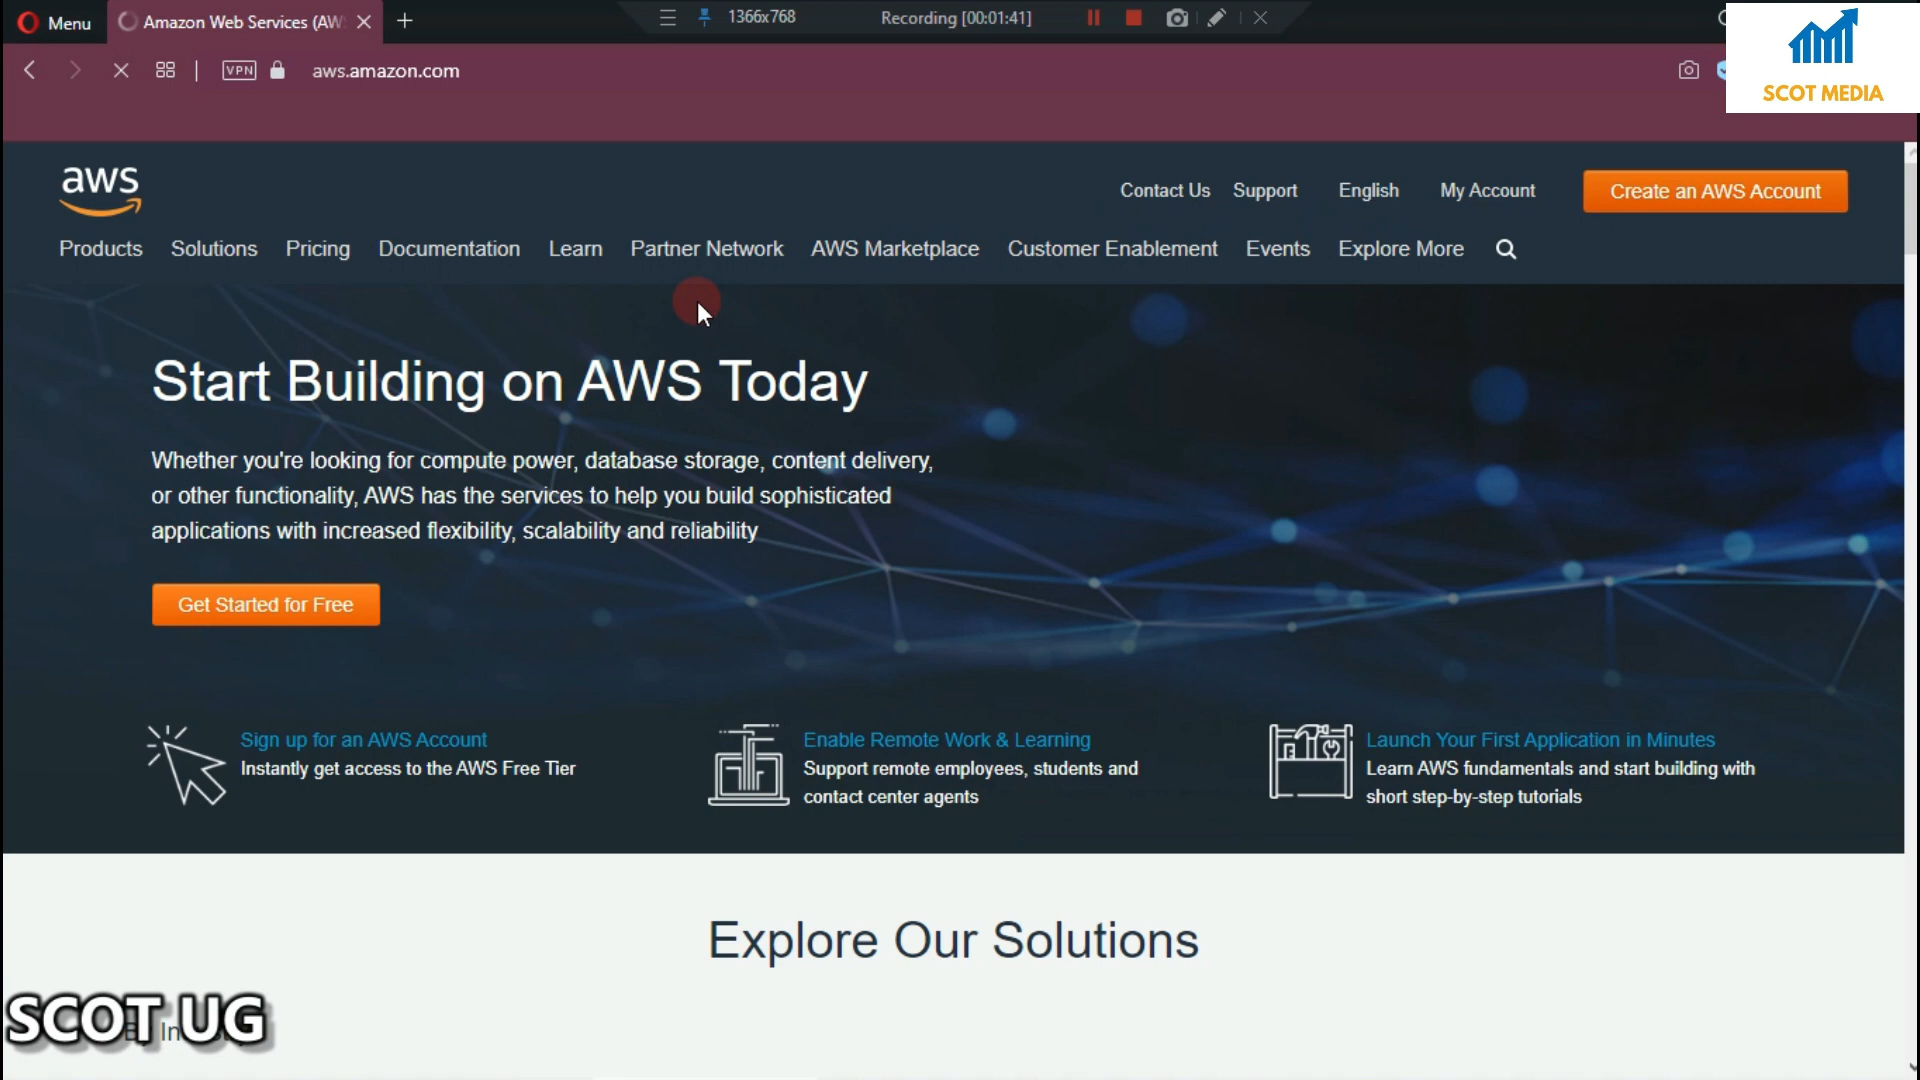 Menu
Amazon Web Services (AW
1366x768
Recording [00:01:41]
VPN
aws.amazon.com
SCOT MEDIA
aws
Contact Us
Support
English
My Account
Create an AWS Account
Products
Solutions
Pricing
Documentation
Learn
Partner Network
AWS Marketplace
Customer Enablement
Events
Explore More
Start Building on AWS Today
Whether you're looking for compute power, database storage, content delivery,
or other functionality, AWS has the services to help you build sophisticated
applications with increased flexibility, scalability and reliability
Get Started for Free
Sign up for an AWS Account
Instantly get access to the AWS Free Tier
Enable Remote Work & Learning
Support remote employees, students and
contact center agents
Launch Your First Application in Minutes
Learn AWS fundamentals and start building with
short step-by-step tutorials
Explore Our Solutions
SCOT UG